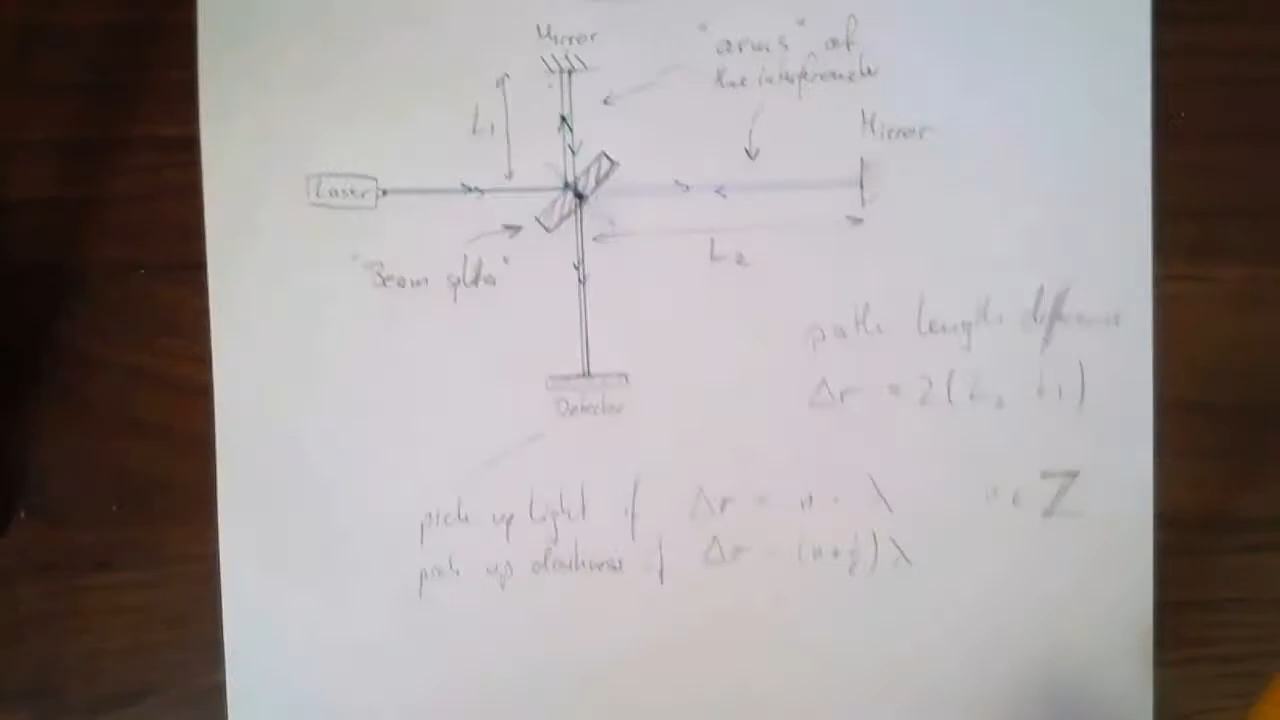 Mirror
"arms" of
the interferometer
L₁
Mirror
Laser
L₂
"Beam splitter"
path length difference
Δr = 2(L₂ L₁)
Detector
pick up light if Δr = n · λ n ∈ Z
pick up darkness if Δr = (n+½)λ